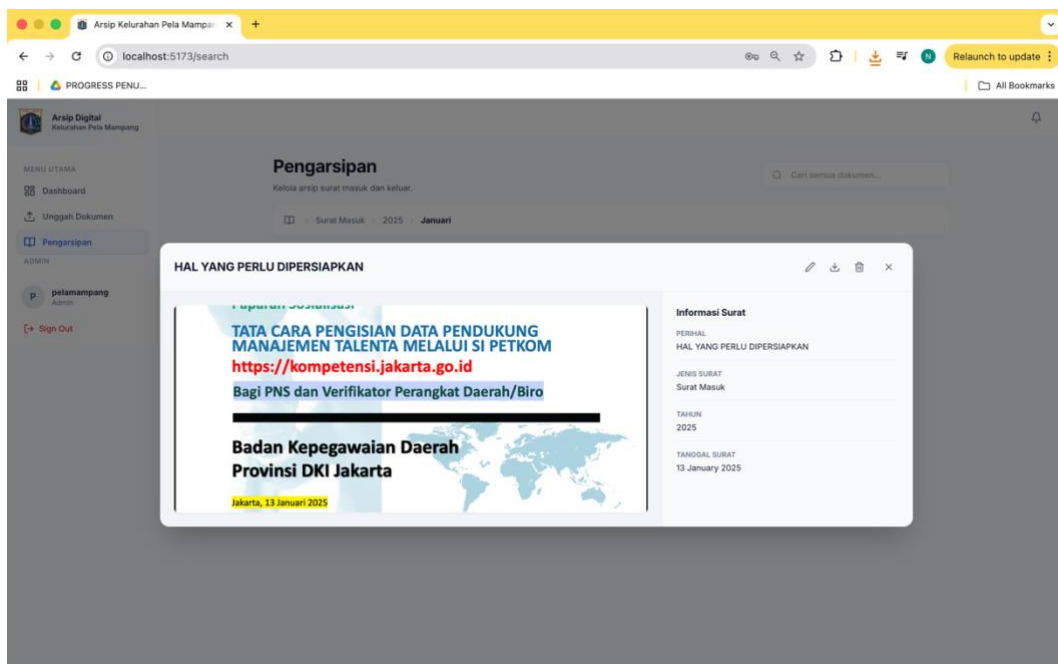 Arsip Kelurahan Pela Mampan
localhost:5173/search
N
Relaunch to update
PROGRESS PENU...
All Bookmarks
Arsip Digital
Kelurahan Pela Mampang
MENU UTAMA
Dashboard
Unggah Dokumen
Pengarsipan
ADMIN
P
pelamampang
Admin
Sign Out
Pengarsipan
Kelola arsip surat masuk dan keluar.
Cari semua dokumen...
Surat Masuk
2025
Januari
HAL YANG PERLU DIPERSIAPKAN
Paparan Sosialisasi
TATA CARA PENGISIAN DATA PENDUKUNG
MANAJEMEN TALENTA MELALUI SI PETKOM
https://kompetensi.jakarta.go.id
Bagi PNS dan Verifikator Perangkat Daerah/Biro
Badan Kepegawaian Daerah
Provinsi DKI Jakarta
Jakarta, 13 Januari 2025
Informasi Surat
PERIHAL
HAL YANG PERLU DIPERSIAPKAN
JENIS SURAT
Surat Masuk
TAHUN
2025
TANGGAL SURAT
13 January 2025